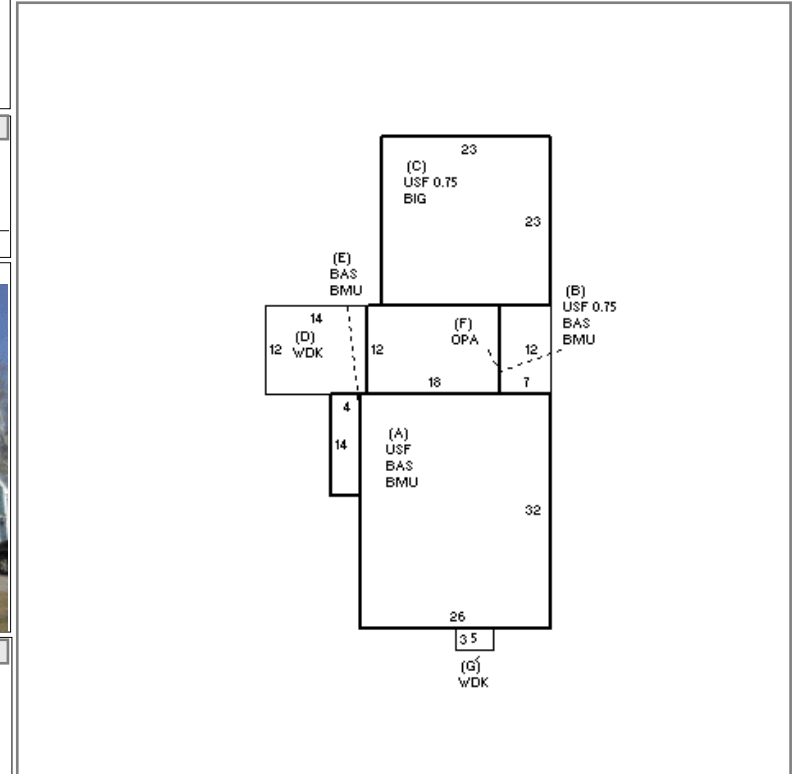 23
(C)
USF 0.75
BIG
23
(E)
BAS
BMU
(B)
USF 0.75
BAS
BMU
14
(D)
12 WDK
12
(F)
OPA
12
18
7
4
14
(A)
USF
BAS
BMU
32
26
3 5
(G)
WDK